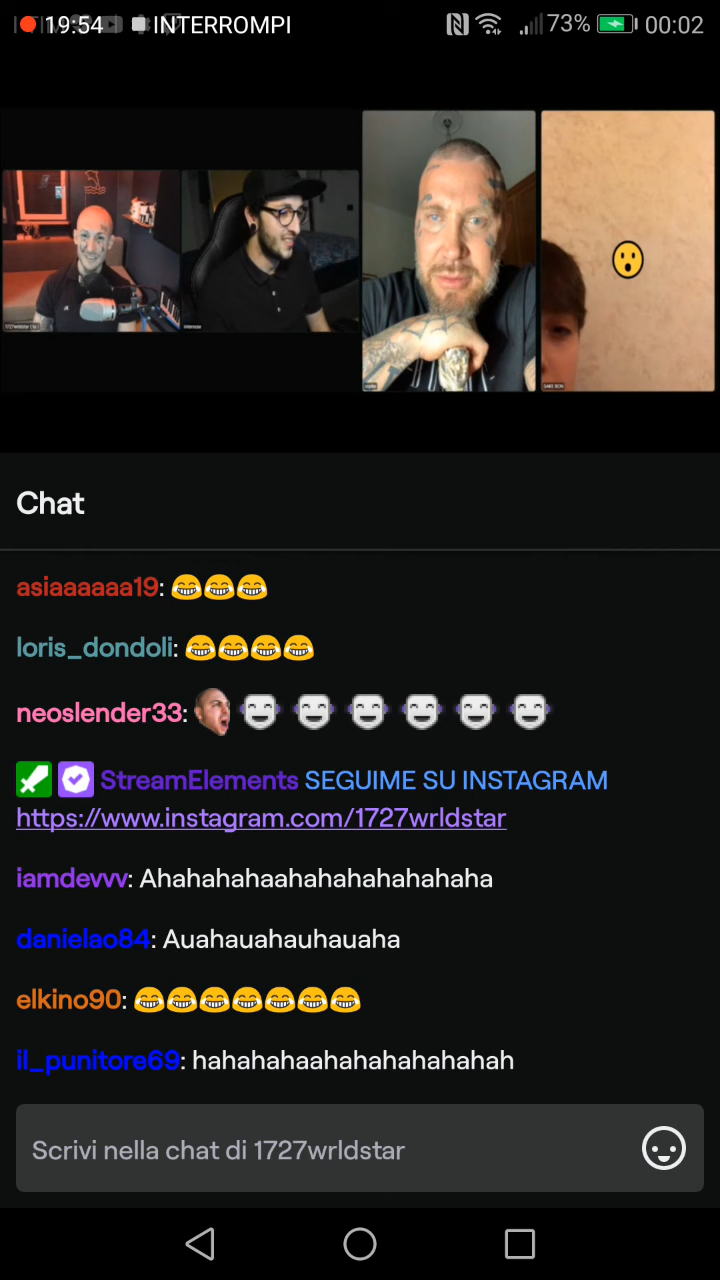 19:54 INTERROMPI 73% 00:02
1727wrldstar
Chat
asiaaaaaa19: 😂😂😂
loris_dondoli: 😂😂😂😂
neoslender33:
StreamElements SEGUIME SU INSTAGRAM
https://www.instagram.com/1727wrldstar
iamdevvv: Ahahahahaahahahahahahaha
danielao84: Auahauahauhauaha
elkino90: 😂😂😂😂😂😂😂
il_punitore69: hahahahaahahahahahahah
Scrivi nella chat di 1727wrldstar